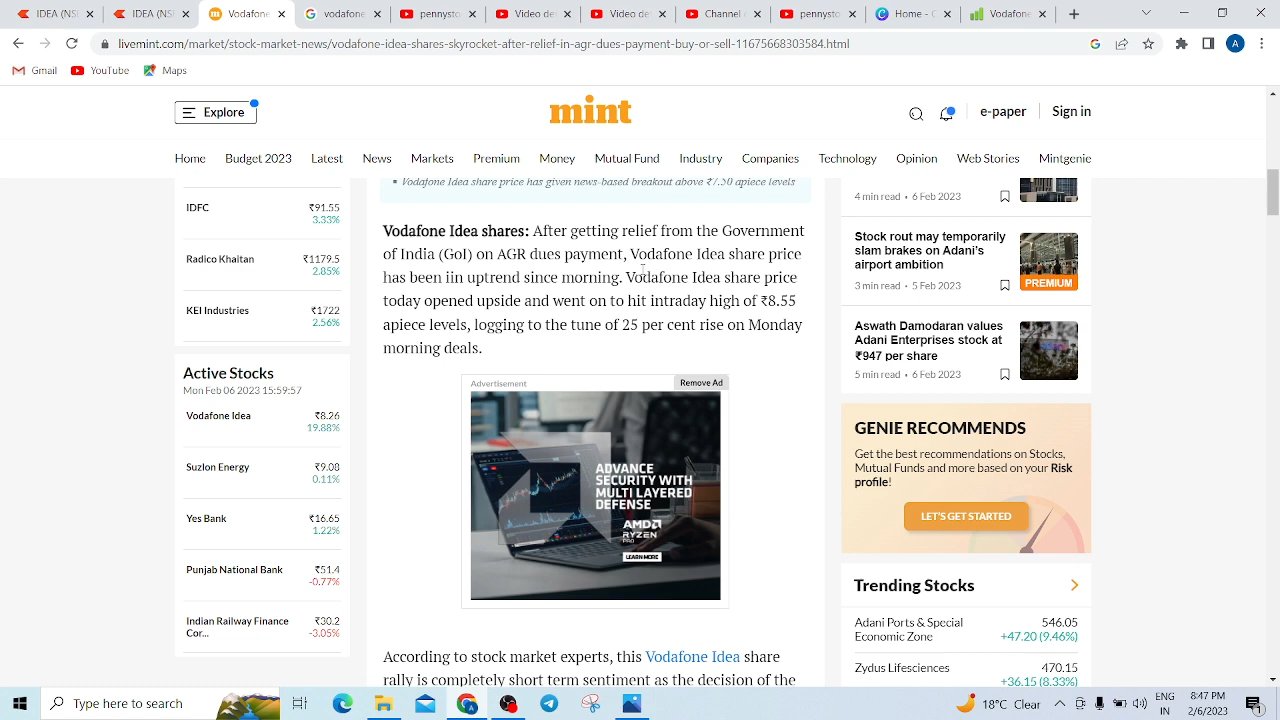 IDEA (NSE
IDEA (NSE
vodafone
pennysto
Video de
pennysto
livemint.com/market/stock-market-news/vodafone-idea-shares-skyrocket-after-relief-in-agr-dues-payment-buy-or-sell-11675668303584.html
A
Gmail
YouTube
Maps
Explore
mint
e-paper
Sign in
Home
Budget 2023
Latest
News
Markets
Premium
Money
Mutual Fund
Industry
Companies
Technology
Opinion
Web Stories
Mintgenie
IDFC
₹91.55
3.33%
Radico Khaitan
₹1179.5
2.83%
KEI Industries
₹1722
2.56%
Active Stocks
Mon Feb 06 2023 15:59:57
Vodafone Idea
₹8.26
19.88%
Suzlon Energy
₹9.08
0.11%
Yes Bank
₹16.65
1.22%
Punjab National Bank
₹51.4
-0.77%
Indian Railway Finance
Cor...
₹30.2
-3.05%
▪ Vodafone Idea share price has given news-based breakout above ₹7.50 apiece levels
Vodafone Idea shares: After getting relief from the Government
of India (GoI) on AGR dues payment, Vodafone Idea share price
has been iin uptrend since morning. Vodafone Idea share price
today opened upside and went on to hit intraday high of ₹8.55
apiece levels, logging to the tune of 25 per cent rise on Monday
morning deals.
Advertisement
Remove Ad
ADVANCE
SECURITY WITH
MULTI LAYERED
DEFENSE
AMD
RYZEN
PRO
LEARN MORE
According to stock market experts, this Vodafone Idea share
rally is completely short term sentiment as the decision of the
4 min read • 6 Feb 2023
Stock rout may temporarily
slam brakes on Adani's
airport ambition
3 min read • 5 Feb 2023
PREMIUM
Aswath Damodaran values
Adani Enterprises stock at
₹947 per share
5 min read • 6 Feb 2023
GENIE RECOMMENDS
Get the best recommendations on Stocks,
Mutual Funds and more based on your Risk
profile!
LET'S GET STARTED
Trending Stocks
Adani Ports & Special
Economic Zone
546.05
+47.20 (9.46%)
Zydus Lifesciences
470.15
+36.15 (8.33%)
Type here to search
18°C Clear
ENG
IN
8:47 PM
2/6/2023